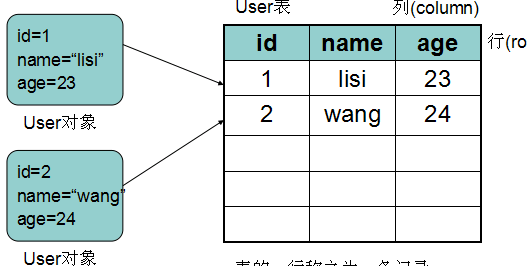 User表
列(column)
id=1
name=“lisi”
age=23
User对象
id name age
行(ro
1 lisi 23
2 wang 24
id=2
name=“wang”
age=24
User对象